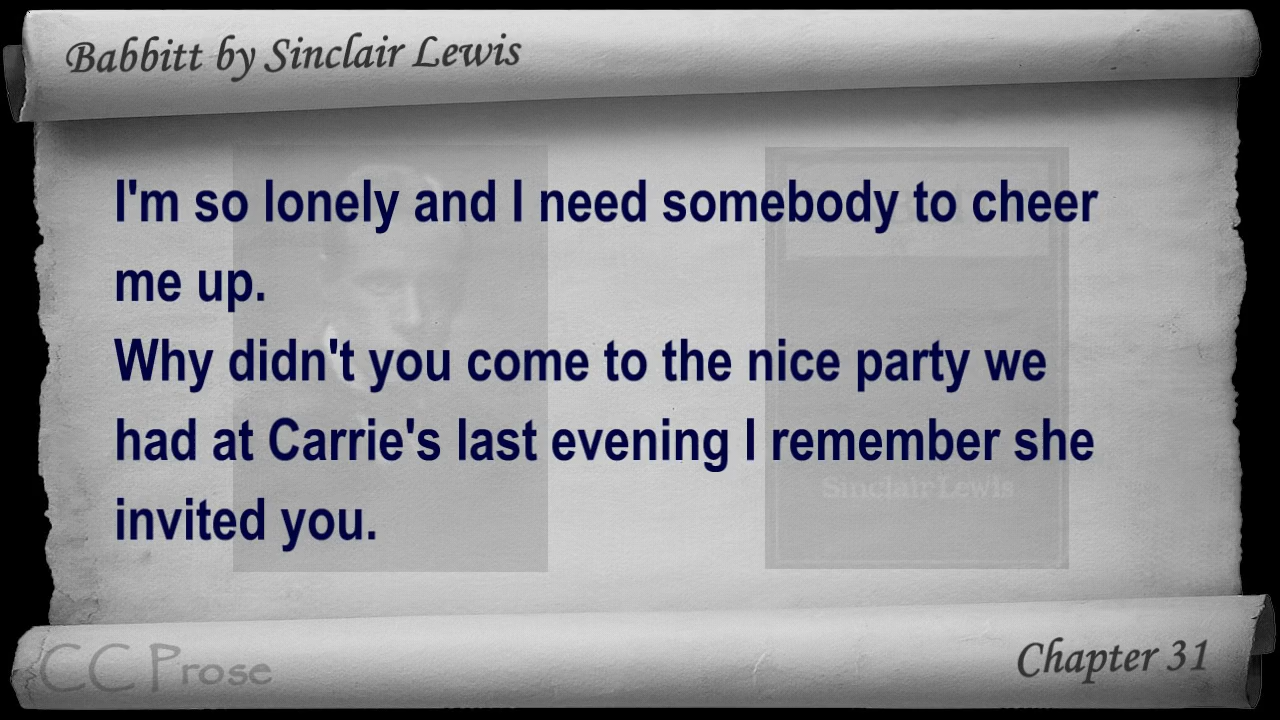 Babbitt by Sinclair Lewis
I'm so lonely and I need somebody to cheer
me up.
Why didn't you come to the nice party we
had at Carrie's last evening I remember she
invited you.
Sinclair Lewis
CC Prose
Chapter 31